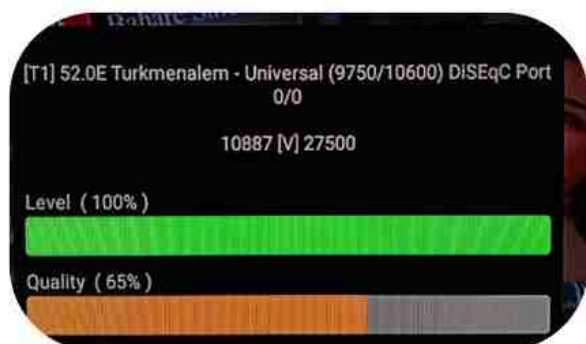 [T1] 52.0E Turkmenalem - Universal (9750/10600) DiSEqC Port
0/0
10887 [V] 27500
Level ( 100% )
Quality ( 65% )